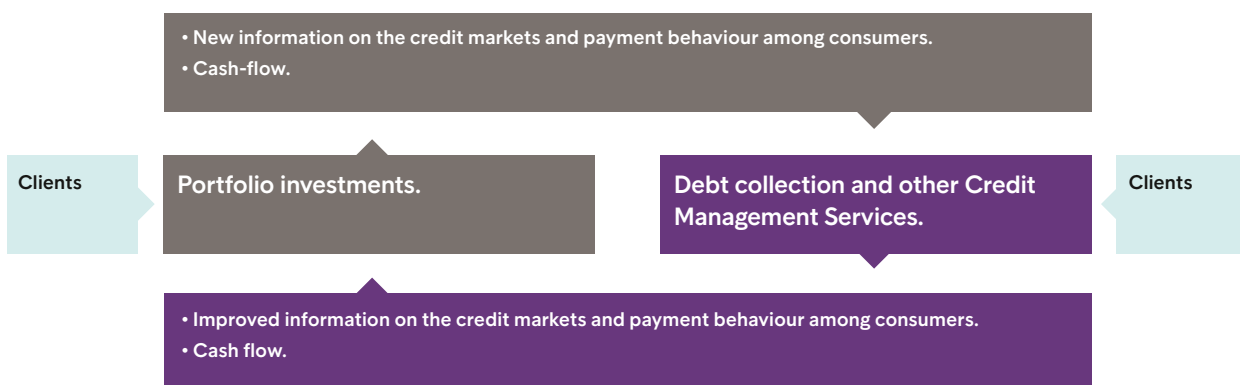 • New information on the credit markets and payment behaviour among consumers.
• Cash-flow.
Clients
Portfolio investments.
Debt collection and other Credit
Management Services.
Clients
• Improved information on the credit markets and payment behaviour among consumers.
• Cash flow.